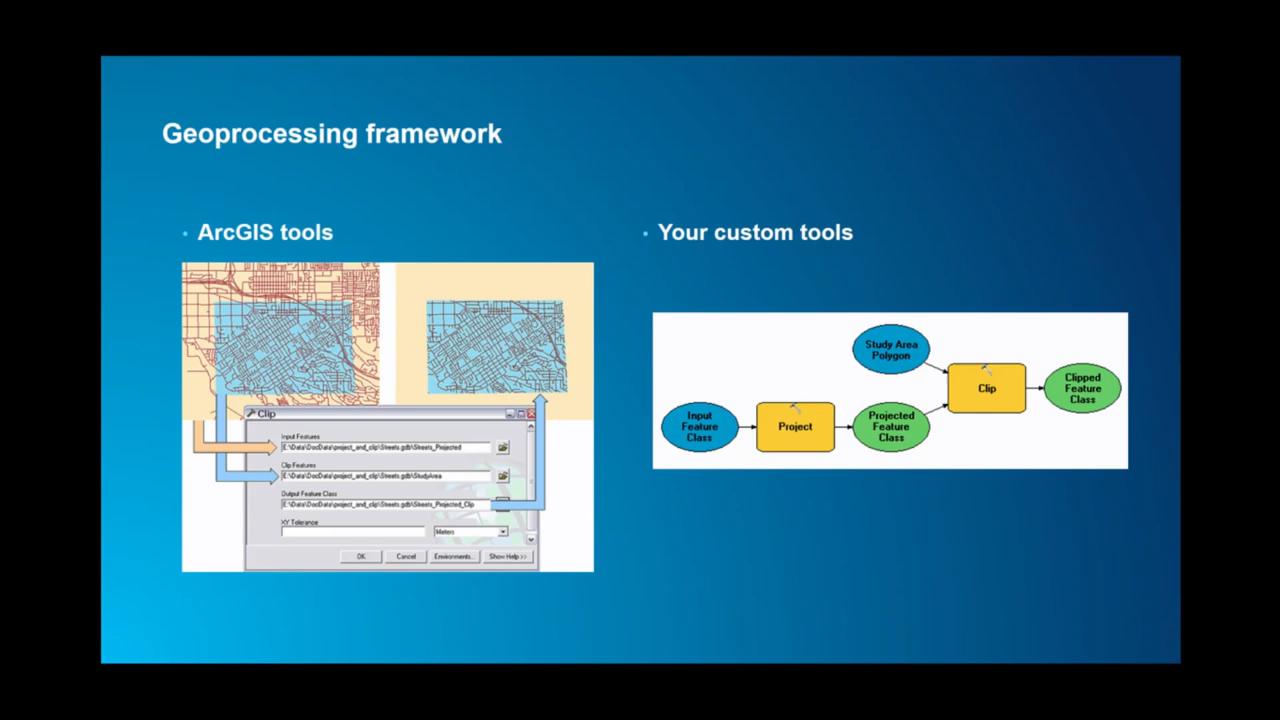 Geoprocessing framework
• ArcGIS tools
• Your custom tools
Clip
Input Features
E:\Data\DocData\project_and_clip\Streets.gdb\Streets_Projected
Clip Features
E:\Data\DocData\project_and_clip\Streets.gdb\StudyArea
Output Feature Class
E:\Data\DocData\project_and_clip\Streets.gdb\Streets_Projected_Clip
XY Tolerance
Meters
OK
Cancel
Environments...
Show Help >>
Study Area
Polygon
Clip
Clipped
Feature
Class
Input
Feature
Class
Project
Projected
Feature
Class